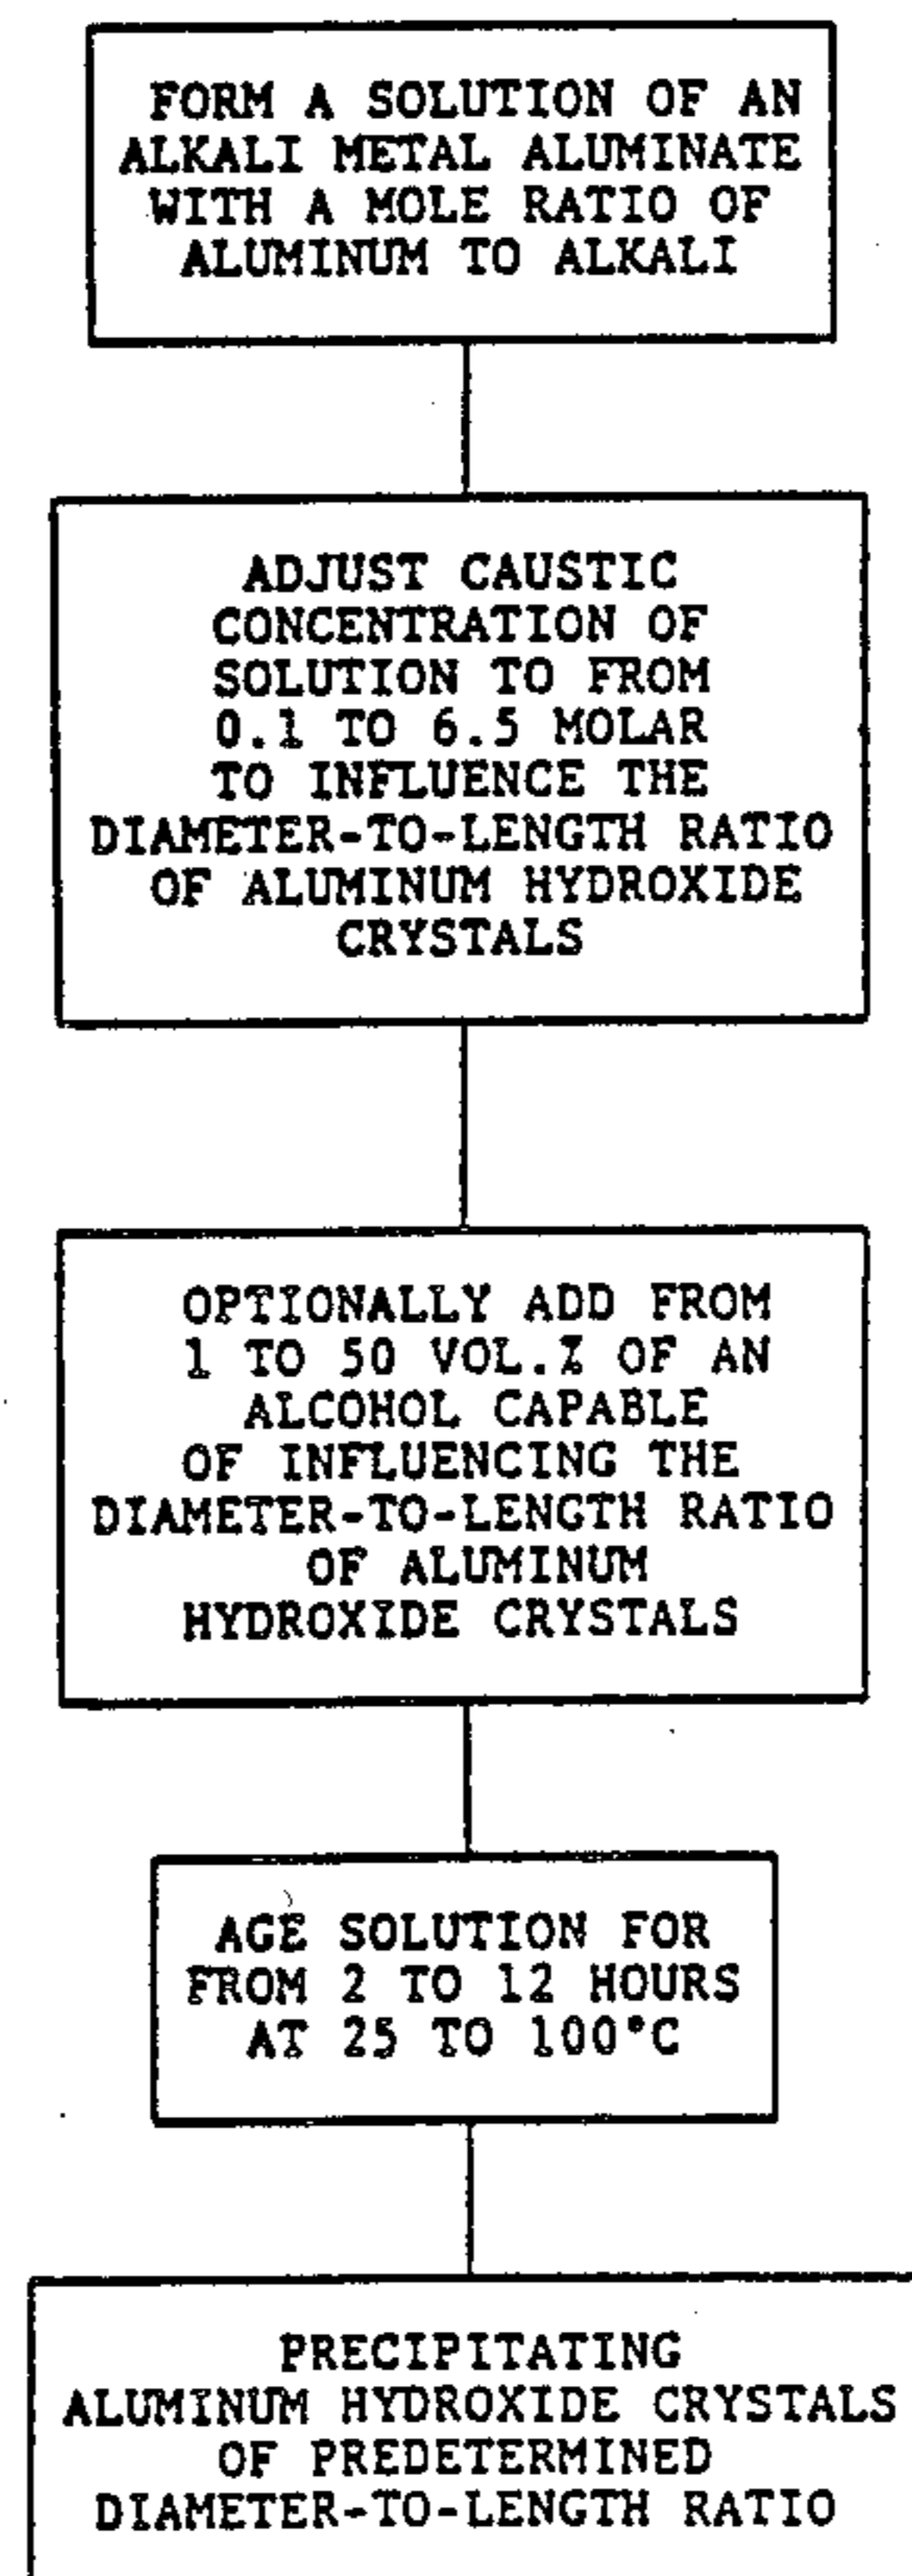 FORM A SOLUTION OF AN
ALKALI METAL ALUMINATE
WITH A MOLE RATIO OF
ALUMINUM TO ALKALI
ADJUST CAUSTIC
CONCENTRATION OF
SOLUTION TO FROM
0.1 TO 6.5 MOLAR
TO INFLUENCE THE
DIAMETER-TO-LENGTH RATIO
OF ALUMINUM HYDROXIDE
CRYSTALS
OPTIONALLY ADD FROM
1 TO 50 VOL.% OF AN
ALCOHOL CAPABLE
OF INFLUENCING THE
DIAMETER-TO-LENGTH RATIO
OF ALUMINUM
HYDROXIDE CRYSTALS
AGE SOLUTION FOR
FROM 2 TO 12 HOURS
AT 25 TO 100°C
PRECIPITATING
ALUMINUM HYDROXIDE CRYSTALS
OF PREDETERMINED
DIAMETER-TO-LENGTH RATIO